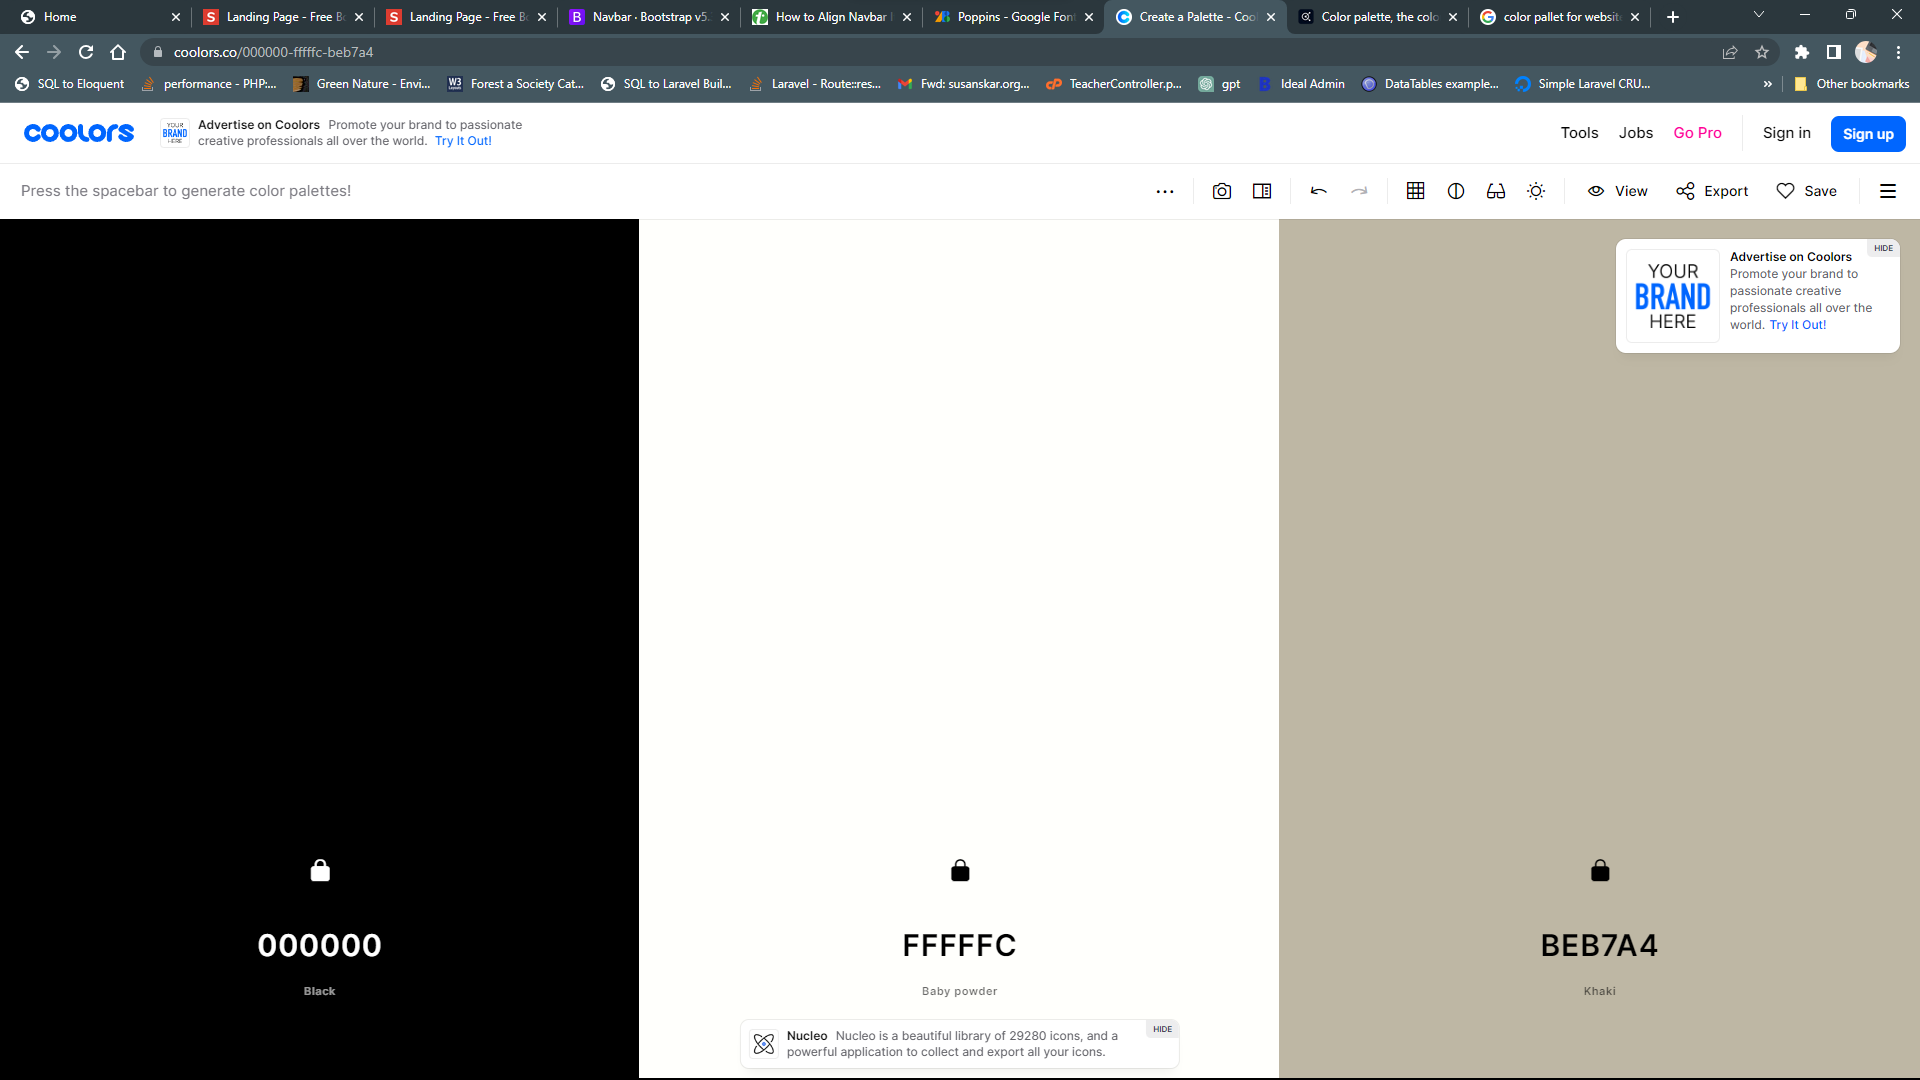 Home
Landing Page - Free Bo
Landing Page - Free Bo
Navbar · Bootstrap v5.
How to Align Navbar I
Poppins - Google Font
Create a Palette - Cool
Color palette, the colo
color pallet for website
coolors.co/000000-fffffc-beb7a4
SQL to Eloquent
performance - PHP:...
Green Nature - Envi...
W3
Forest a Society Cat...
SQL to Laravel Buil...
Laravel - Route::res...
Fwd: susanskar.org...
TeacherController.p...
gpt
Ideal Admin
DataTables example...
Simple Laravel CRU...
Other bookmarks
coolors
YOUR
BRAND
HERE
Advertise on Coolors Promote your brand to passionate
creative professionals all over the world. Try It Out!
Tools
Jobs
Go Pro
Sign in
Sign up
Press the spacebar to generate color palettes!
View
Export
Save
HIDE
YOUR
BRAND
HERE
Advertise on Coolors
Promote your brand to
passionate creative
professionals all over the
world. Try It Out!
000000
Black
FFFFFC
Baby powder
BEB7A4
Khaki
Nucleo Nucleo is a beautiful library of 29280 icons, and a
powerful application to collect and export all your icons.
HIDE